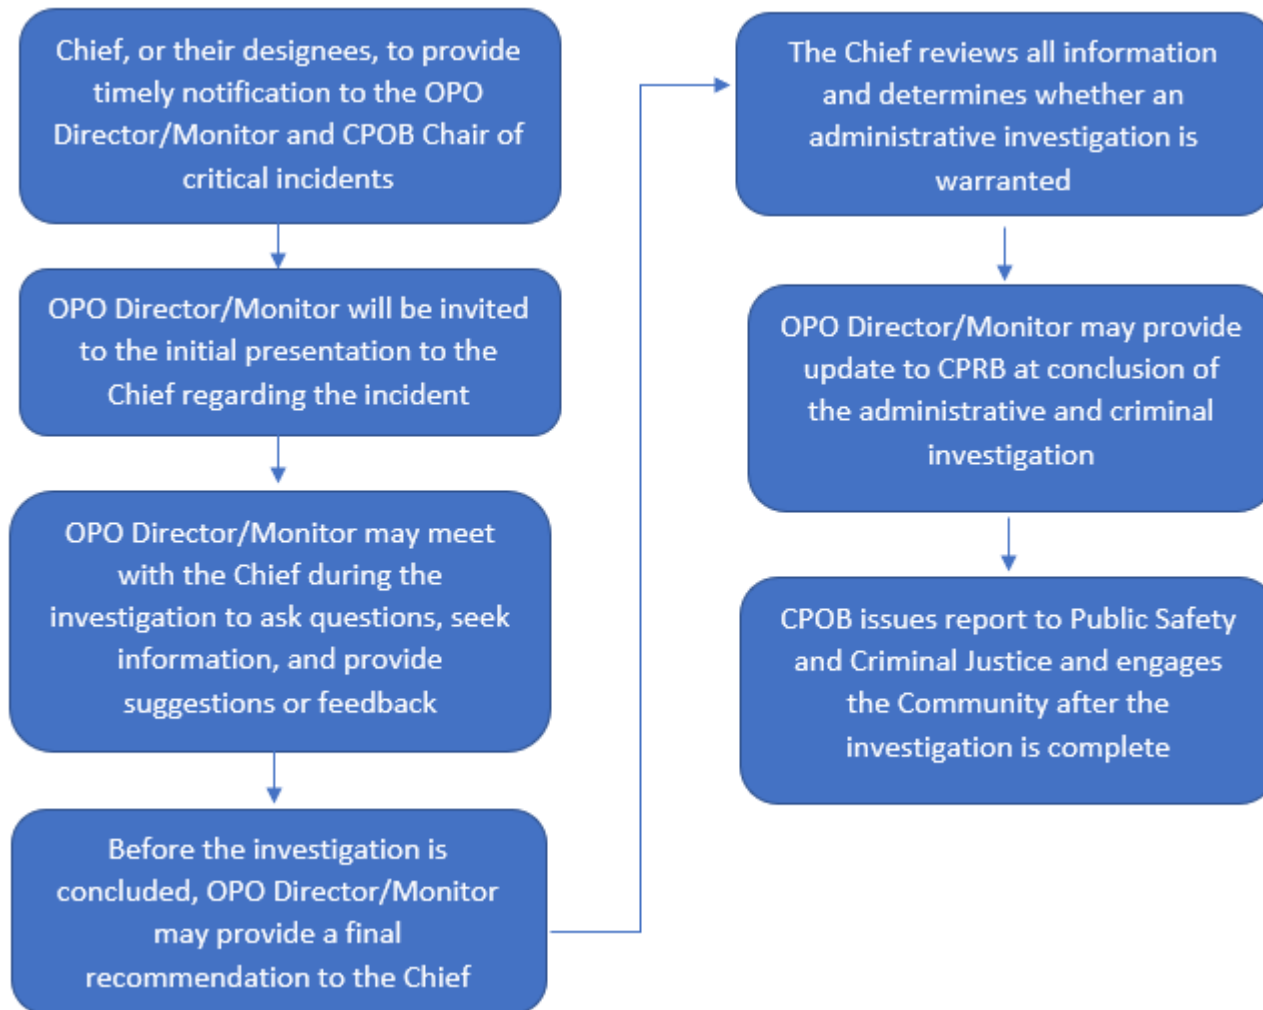 Chief, or their designees, to provide
timely notification to the OPO
Director/Monitor and CPOB Chair of
critical incidents
OPO Director/Monitor will be invited
to the initial presentation to the
Chief regarding the incident
OPO Director/Monitor may meet
with the Chief during the
investigation to ask questions, seek
information, and provide
suggestions or feedback
Before the investigation is
concluded, OPO Director/Monitor
may provide a final
recommendation to the Chief
The Chief reviews all information
and determines whether an
administrative investigation is
warranted
OPO Director/Monitor may provide
update to CPRB at conclusion of
the administrative and criminal
investigation
CPOB issues report to Public Safety
and Criminal Justice and engages
the Community after the
investigation is complete